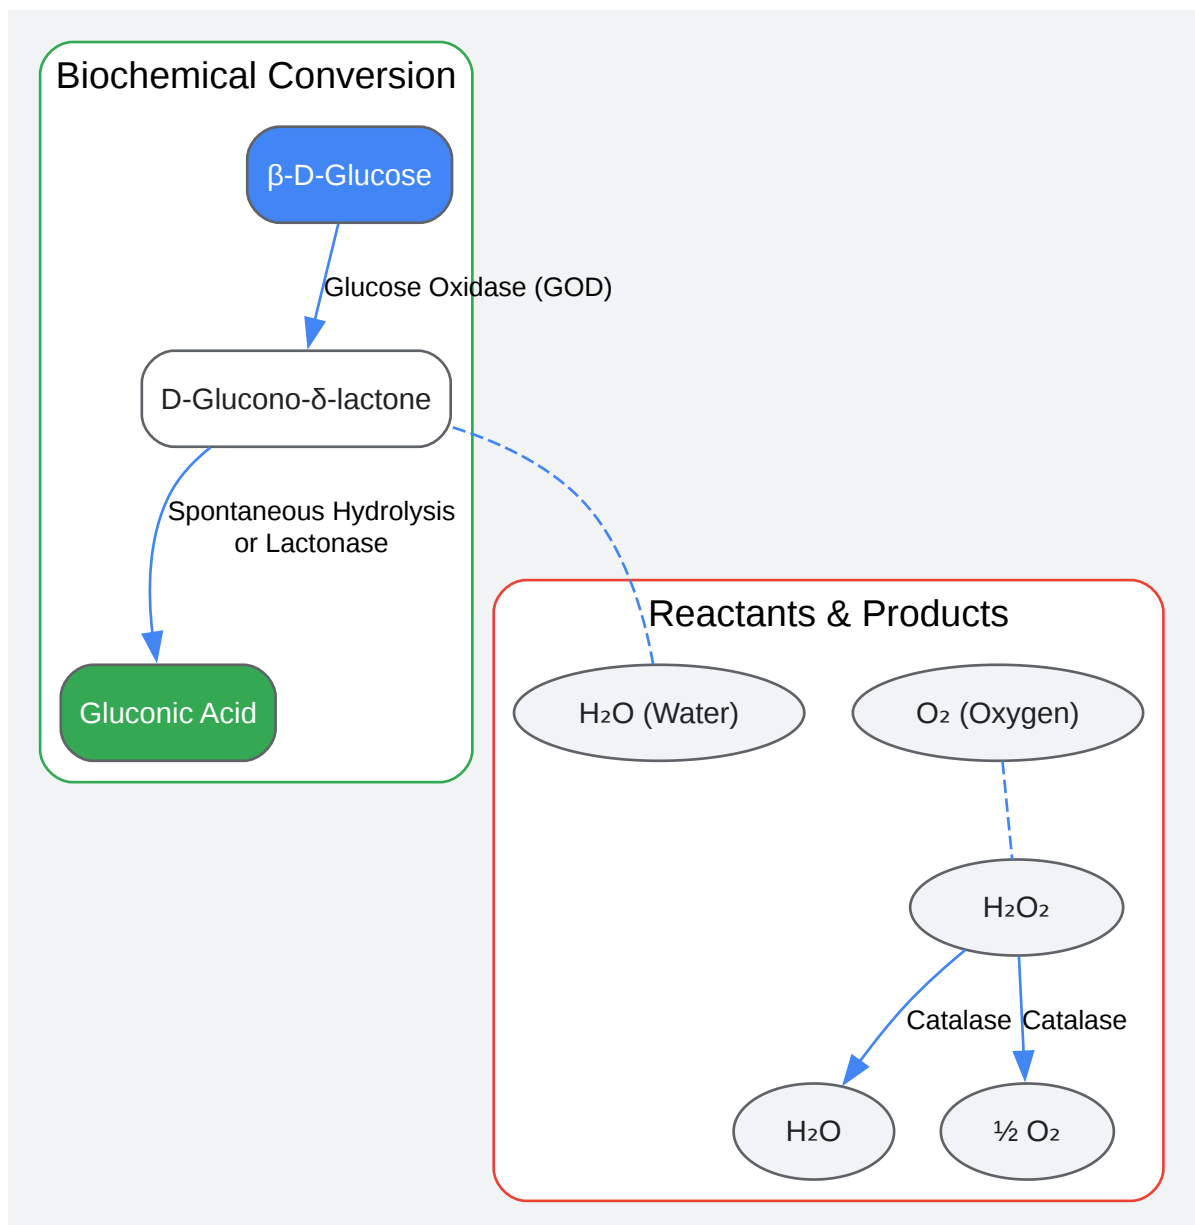 Biochemical Conversion
β-D-Glucose
Glucose Oxidase (GOD)
D-Glucono-δ-lactone
Spontaneous Hydrolysis
or Lactonase
Gluconic Acid
Reactants & Products
H₂O (Water)
O₂ (Oxygen)
H₂O₂
Catalase
Catalase
H₂O
½ O₂